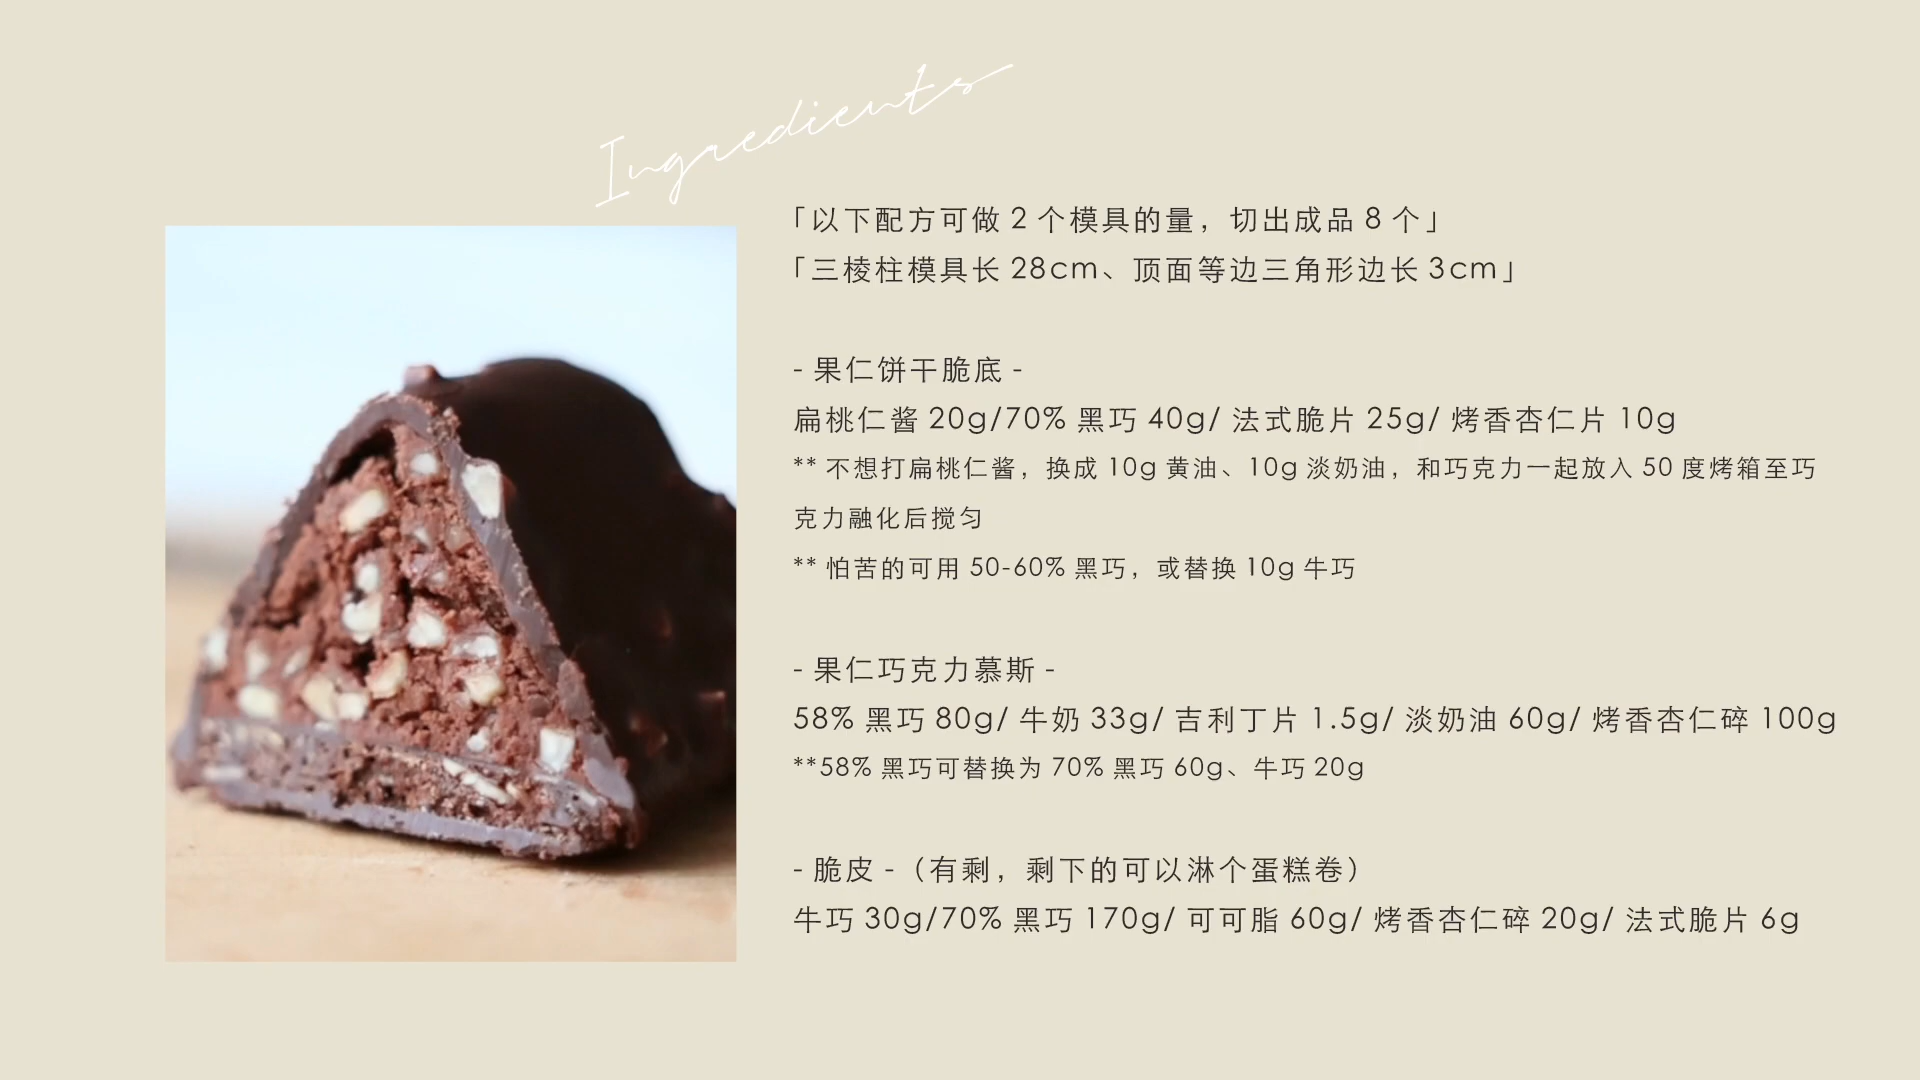 Ingredients
「以下配方可做 2 个模具的量，切出成品 8 个」
「三棱柱模具长 28cm、顶面等边三角形边长 3cm」
- 果仁饼干脆底 -
扁桃仁酱 20g/70% 黑巧 40g/ 法式脆片 25g/ 烤香杏仁片 10g
** 不想打扁桃仁酱，换成 10g 黄油、10g 淡奶油，和巧克力一起放入 50 度烤箱至巧
克力融化后搅匀
** 怕苦的可用 50-60% 黑巧，或替换 10g 牛巧
- 果仁巧克力慕斯 -
58% 黑巧 80g/ 牛奶 33g/ 吉利丁片 1.5g/ 淡奶油 60g/ 烤香杏仁碎 100g
**58% 黑巧可替换为 70% 黑巧 60g、牛巧 20g
- 脆皮 -（有剩，剩下的可以淋个蛋糕卷）
牛巧 30g/70% 黑巧 170g/ 可可脂 60g/ 烤香杏仁碎 20g/ 法式脆片 6g